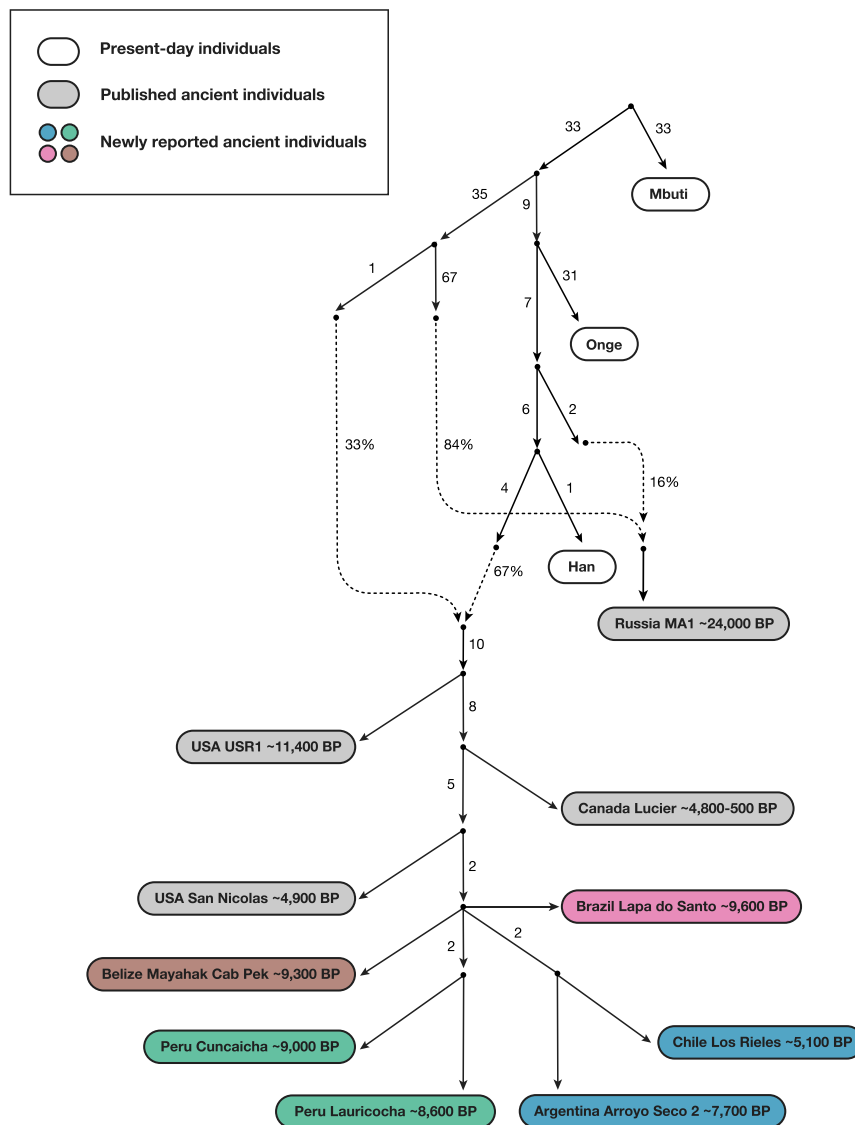 Present-day individuals
Published ancient individuals
Newly reported ancient individuals
33
33
Mbuti
35
9
1
67
31
7
Onge
6
2
33%
84%
16%
4
1
67%
Han
Russia MA1 ~24,000 BP
10
8
USA USR1 ~11,400 BP
5
Canada Lucier ~4,800-500 BP
2
USA San Nicolas ~4,900 BP
Brazil Lapa do Santo ~9,600 BP
2
2
Belize Mayahak Cab Pek ~9,300 BP
Peru Cuncaicha ~9,000 BP
Chile Los Rieles ~5,100 BP
Peru Lauricocha ~8,600 BP
Argentina Arroyo Seco 2 ~7,700 BP